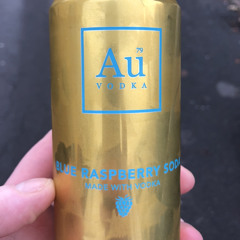 79
Au
VODKA
BLUE RASPBERRY SODA
MADE WITH VODKA